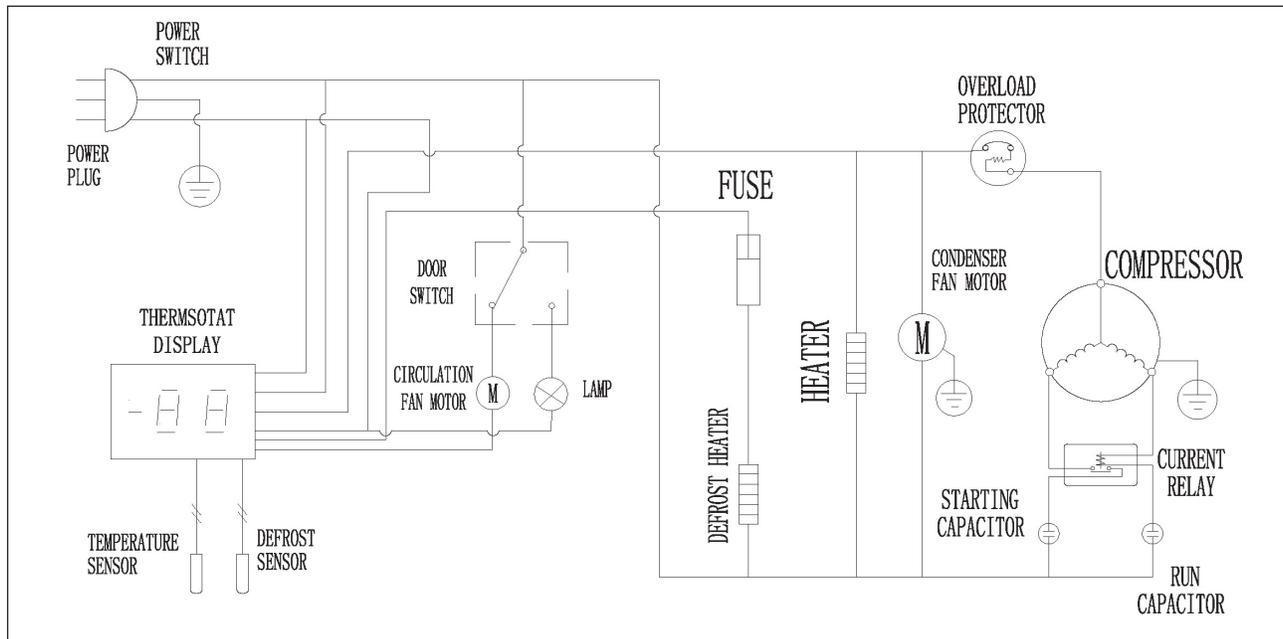 POWER
SWITCH
POWER
PLUG
OVERLOAD
PROTECTOR
FUSE
DOOR
SWITCH
CONDENSER
FAN MOTOR
COMPRESSOR
THERMSOTAT
DISPLAY
-88
CIRCULATION
FAN MOTOR
M
LAMP
HEATER
M
DEFROST HEATER
CURRENT
RELAY
STARTING
CAPACITOR
TEMPERATURE
SENSOR
DEFROST
SENSOR
RUN
CAPACITOR